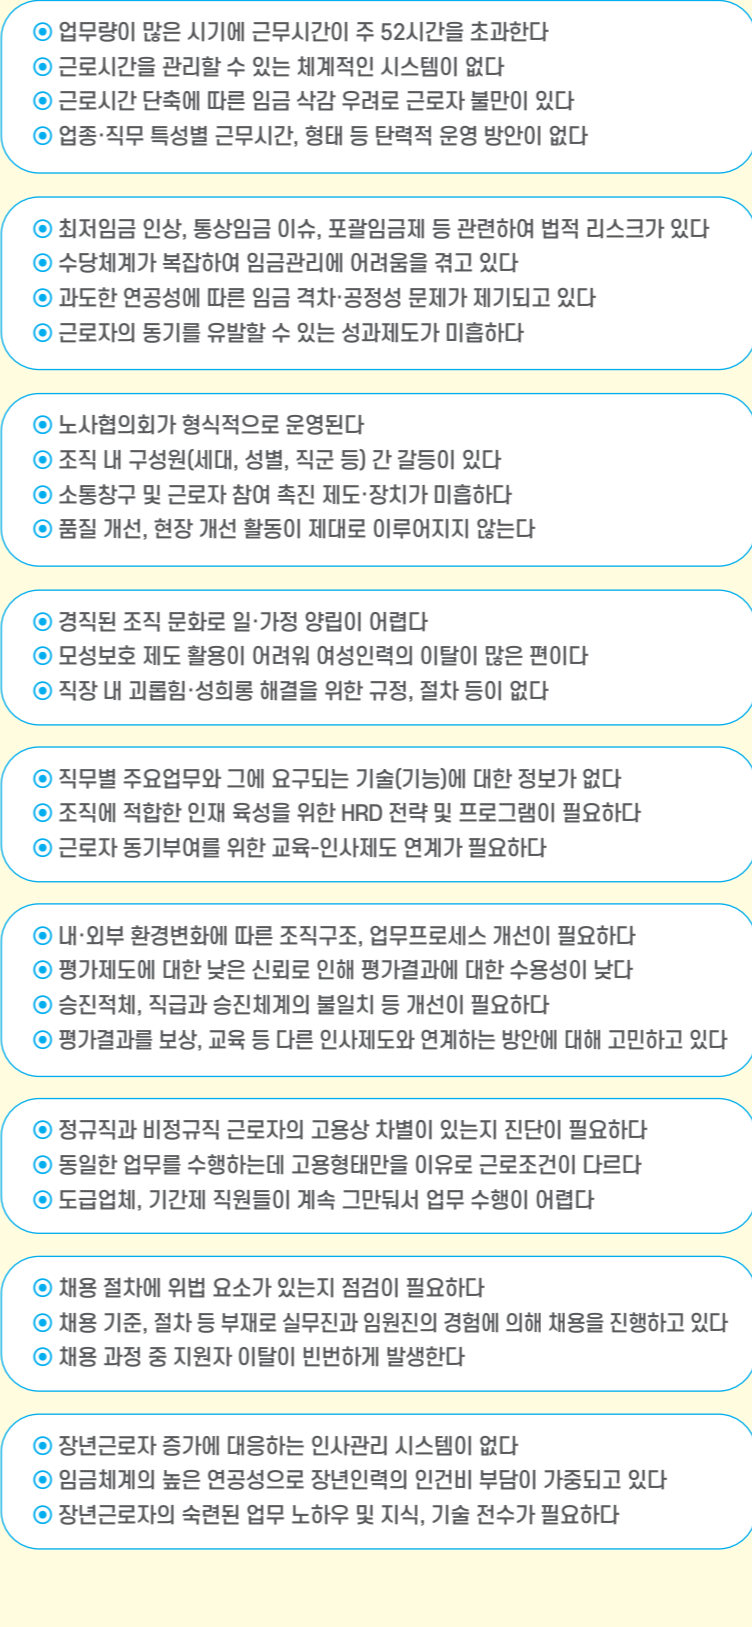 ⦿ 업무량이 많은 시기에 근무시간이 주 52시간을 초과한다
⦿ 근로시간을 관리할 수 있는 체계적인 시스템이 없다
⦿ 근로시간 단축에 따른 임금 삭감 우려로 근로자 불만이 있다
⦿ 업종·직무 특성별 근무시간, 형태 등 탄력적 운영 방안이 없다
⦿ 최저임금 인상, 통상임금 이슈, 포괄임금제 등 관련하여 법적 리스크가 있다
⦿ 수당체계가 복잡하여 임금관리에 어려움을 겪고 있다
⦿ 과도한 연공성에 따른 임금 격차·공정성 문제가 제기되고 있다
⦿ 근로자의 동기를 유발할 수 있는 성과제도가 미흡하다
⦿ 노사협의회가 형식적으로 운영된다
⦿ 조직 내 구성원(세대, 성별, 직군 등) 간 갈등이 있다
⦿ 소통창구 및 근로자 참여 촉진 제도·장치가 미흡하다
⦿ 품질 개선, 현장 개선 활동이 제대로 이루어지지 않는다
⦿ 경직된 조직 문화로 일·가정 양립이 어렵다
⦿ 모성보호 제도 활용이 어려워 여성인력의 이탈이 많은 편이다
⦿ 직장 내 괴롭힘·성희롱 해결을 위한 규정, 절차 등이 없다
⦿ 직무별 주요업무와 그에 요구되는 기술(기능)에 대한 정보가 없다
⦿ 조직에 적합한 인재 육성을 위한 HRD 전략 및 프로그램이 필요하다
⦿ 근로자 동기부여를 위한 교육-인사제도 연계가 필요하다
⦿ 내·외부 환경변화에 따른 조직구조, 업무프로세스 개선이 필요하다
⦿ 평가제도에 대한 낮은 신뢰로 인해 평가결과에 대한 수용성이 낮다
⦿ 승진적체, 직급과 승진체계의 불일치 등 개선이 필요하다
⦿ 평가결과를 보상, 교육 등 다른 인사제도와 연계하는 방안에 대해 고민하고 있다
⦿ 정규직과 비정규직 근로자의 고용상 차별이 있는지 진단이 필요하다
⦿ 동일한 업무를 수행하는데 고용형태만을 이유로 근로조건이 다르다
⦿ 도급업체, 기간제 직원들이 계속 그만둬서 업무 수행이 어렵다
⦿ 채용 절차에 위법 요소가 있는지 점검이 필요하다
⦿ 채용 기준, 절차 등 부재로 실무진과 임원진의 경험에 의해 채용을 진행하고 있다
⦿ 채용 과정 중 지원자 이탈이 빈번하게 발생한다
⦿ 장년근로자 증가에 대응하는 인사관리 시스템이 없다
⦿ 임금체계의 높은 연공성으로 장년인력의 인건비 부담이 가중되고 있다
⦿ 장년근로자의 숙련된 업무 노하우 및 지식, 기술 전수가 필요하다